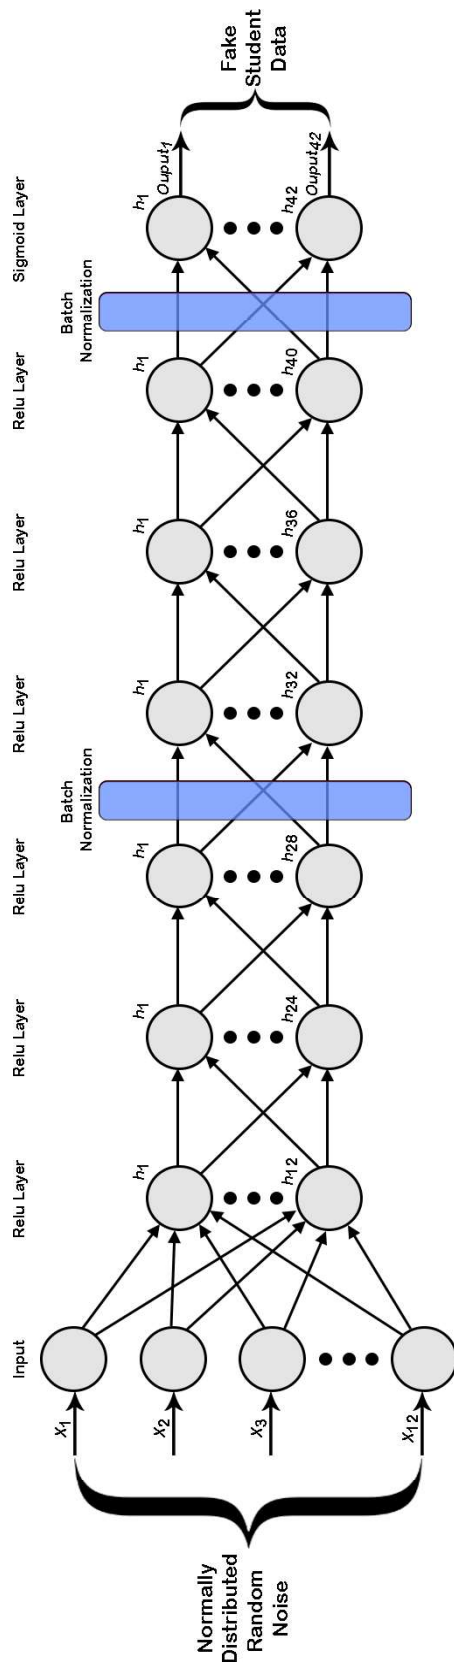 Normally
Distributed
Random
Noise
x1
x2
x3
x12
Input
Relu Layer
h1
h12
Relu Layer
h1
h24
Relu Layer
h1
h28
Batch
Normalization
Relu Layer
h1
h32
Relu Layer
h1
h36
Relu Layer
h1
h40
Batch
Normalization
Sigmoid Layer
h1
h42
Ouput1
Ouput42
Fake
Student
Data